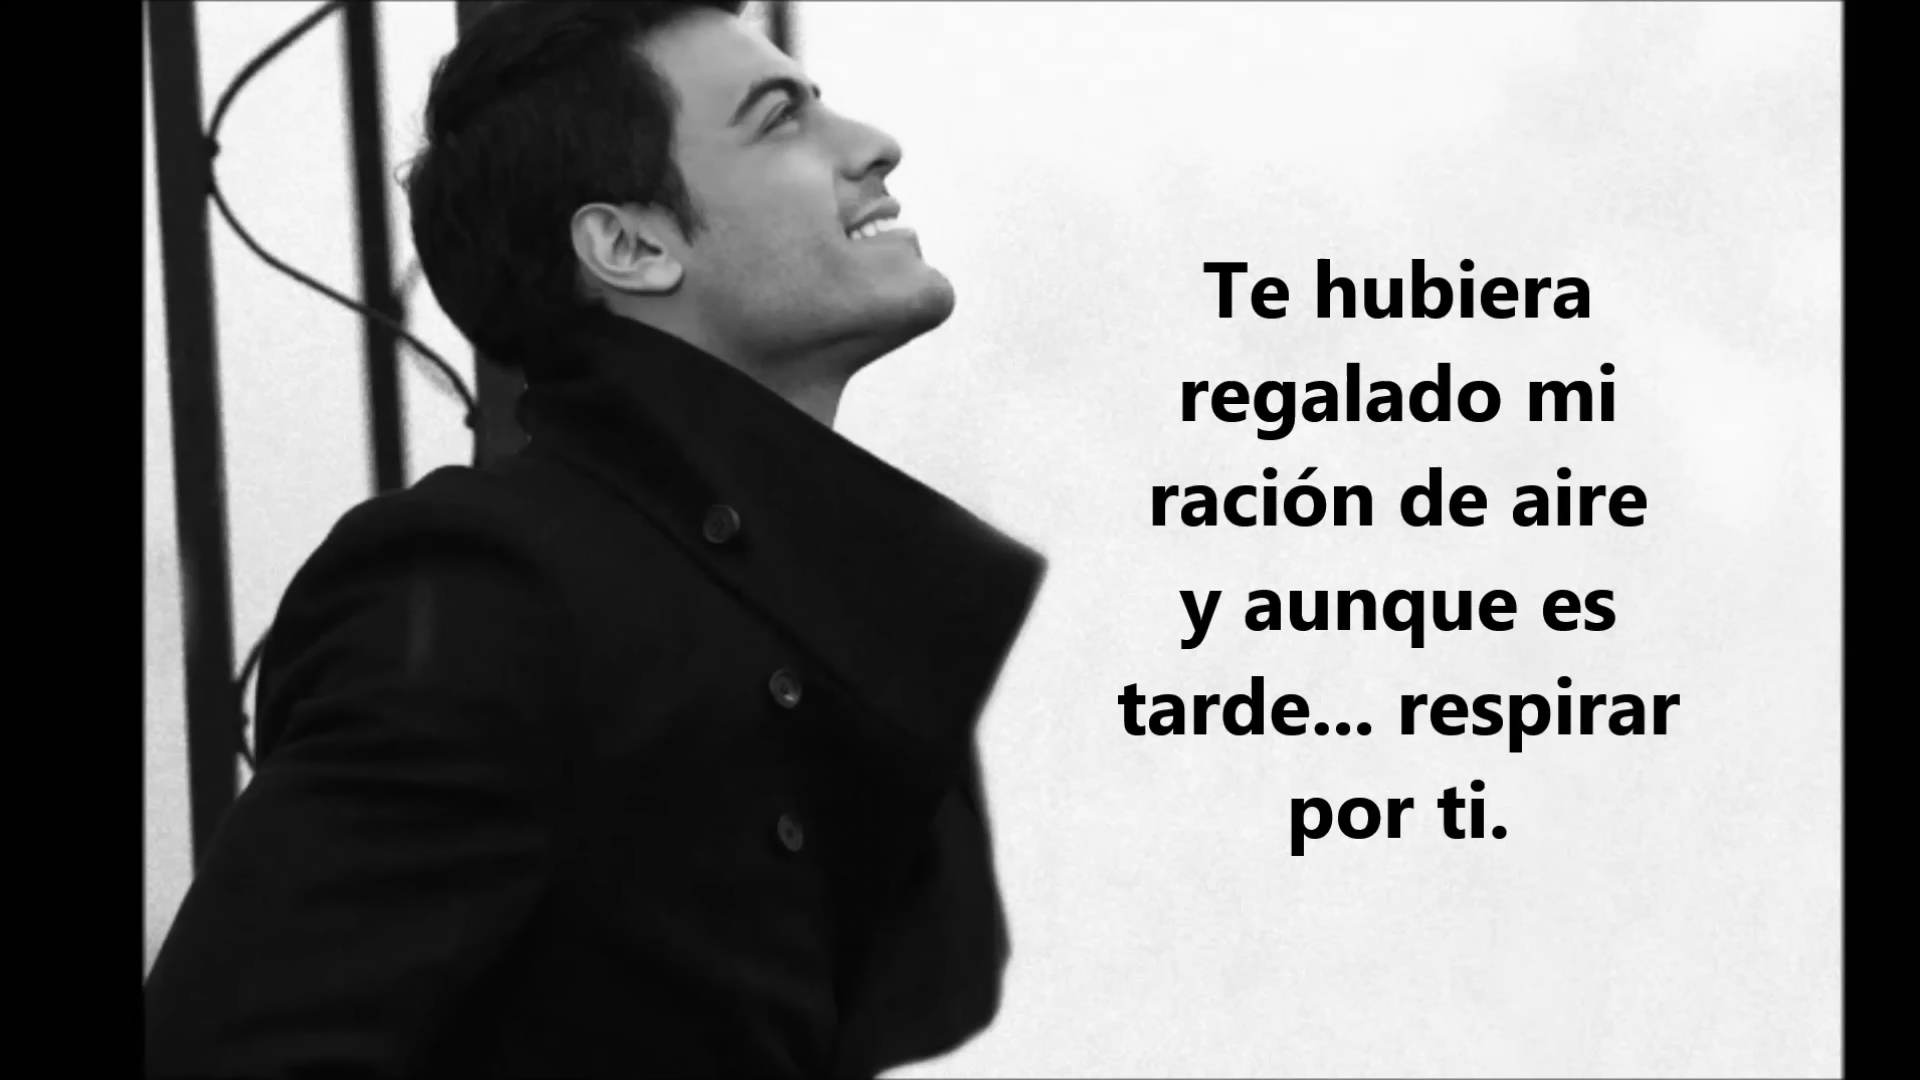 Te hubiera
regalado mi
ración de aire
y aunque es
tarde... respirar
por ti.